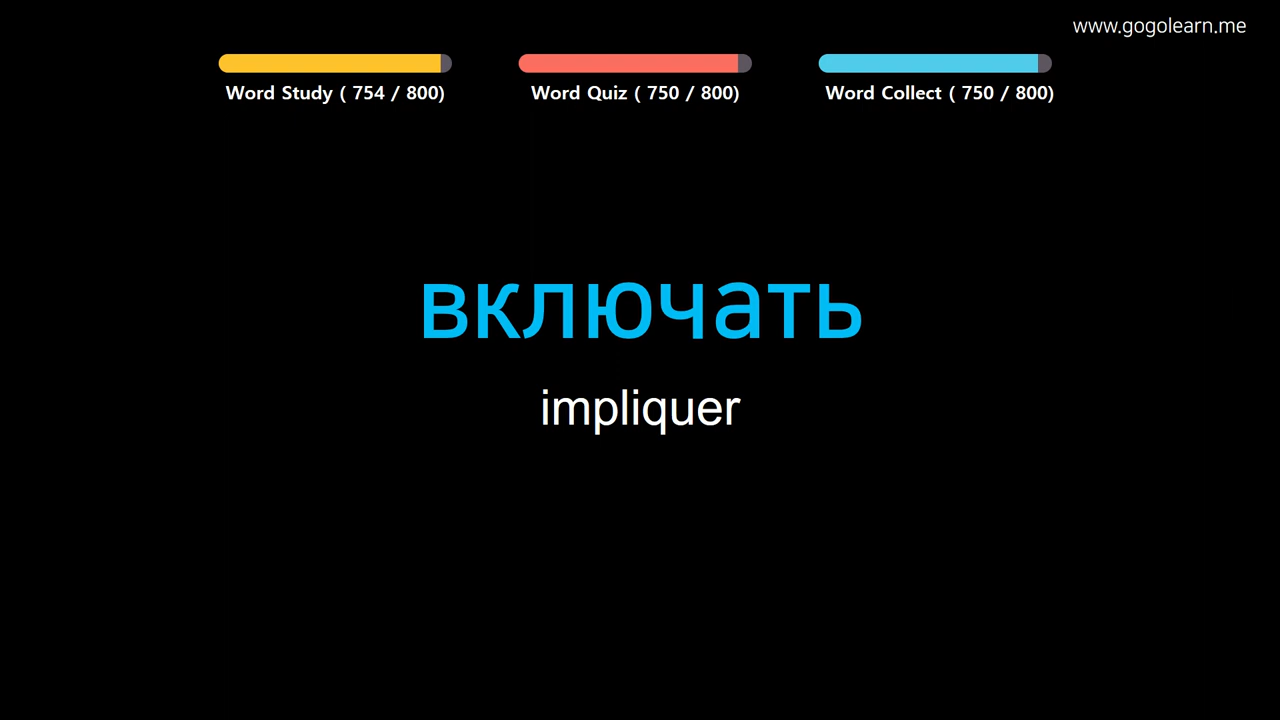 www.gogolearn.me
Word Study ( 754 / 800)
Word Quiz ( 750 / 800)
Word Collect ( 750 / 800)
включать
impliquer